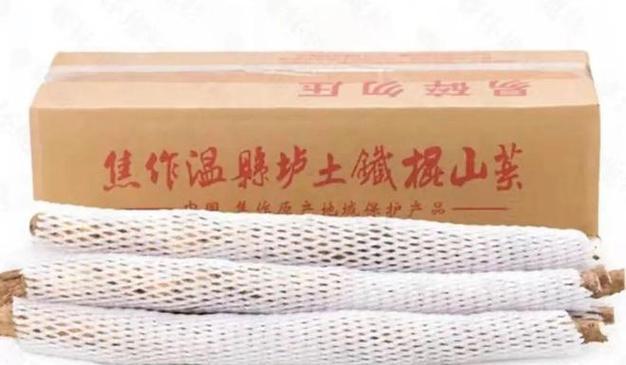 易碎勿压
焦作温縣垆土鐵棍山药
中国 焦作原产地域保护产品